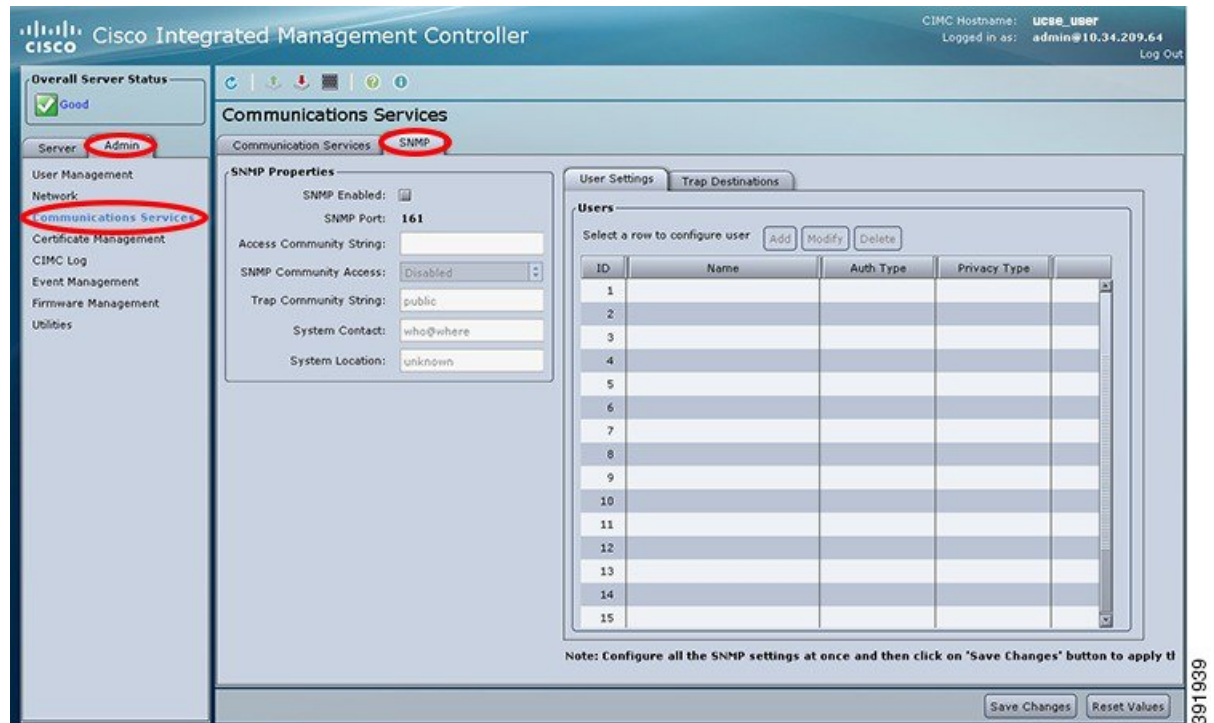 CISCO Cisco Integrated Management Controller
CIMC Hostname: ucse_user
Logged in as: admin@10.34.209.64
Log Out
Overall Server Status
Good
Server Admin
User Management
Network
Communications Services
Certificate Management
CIMC Log
Event Management
Firmware Management
Utilities
Communications Services
Communication Services SNMP
SNMP Properties
SNMP Enabled:
SNMP Port: 161
Access Community String:
SNMP Community Access: Disabled
Trap Community String: public
System Contact: who@where
System Location: unknown
User Settings Trap Destinations
Users
Select a row to configure user Add Modify Delete
ID Name Auth Type Privacy Type
1
2
3
4
5
6
7
8
9
10
11
12
13
14
15
Note: Configure all the SNMP settings at once and then click on 'Save Changes' button to apply
Save Changes Reset Values
391939